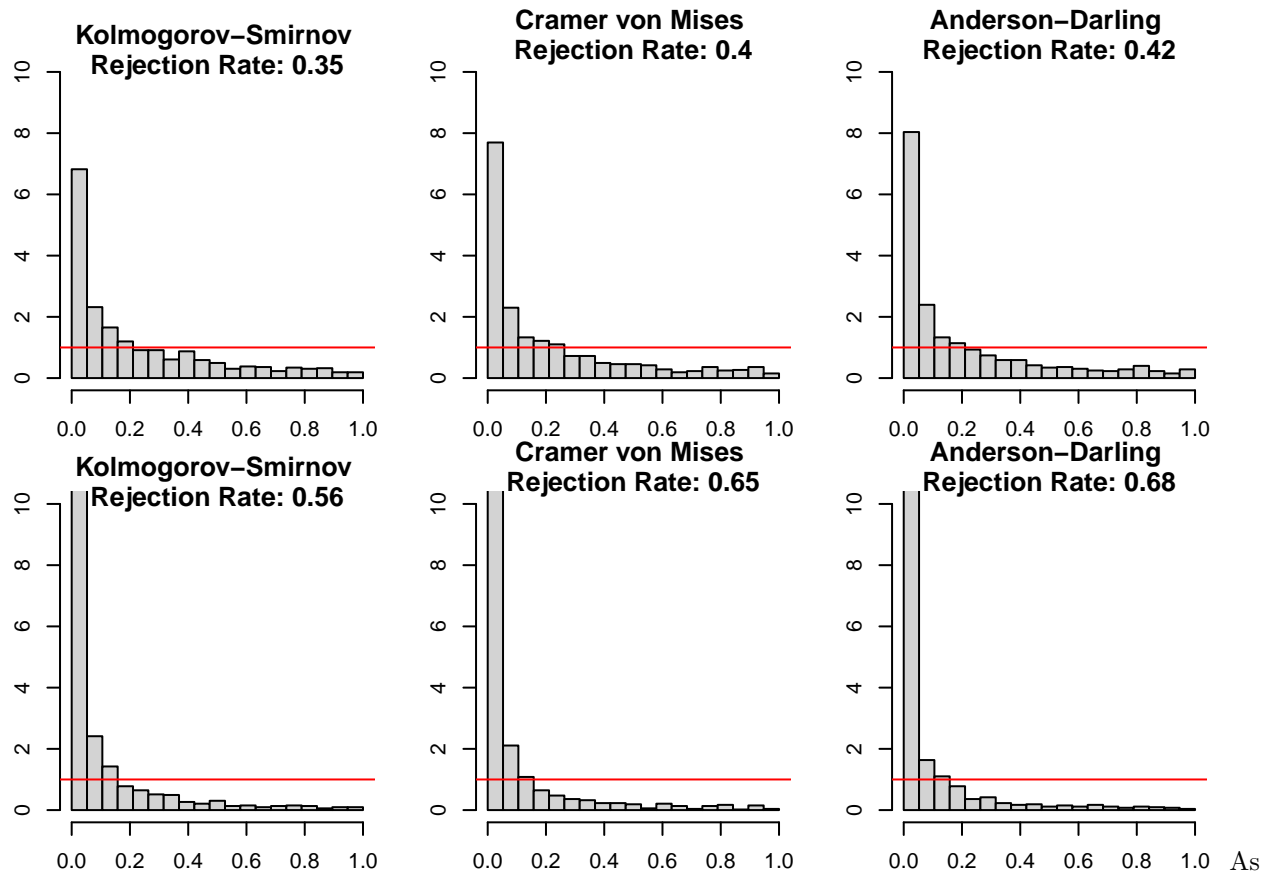 Kolmogorov−Smirnov
Rejection Rate: 0.35
0 2 4 6 8 10
0.0 0.2 0.4 0.6 0.8 1.0
Cramer von Mises
Rejection Rate: 0.4
0 2 4 6 8 10
0.0 0.2 0.4 0.6 0.8 1.0
Anderson−Darling
Rejection Rate: 0.42
0 2 4 6 8 10
0.0 0.2 0.4 0.6 0.8 1.0
Kolmogorov−Smirnov
Rejection Rate: 0.56
0 2 4 6 8 10
0.0 0.2 0.4 0.6 0.8 1.0
Cramer von Mises
Rejection Rate: 0.65
0 2 4 6 8 10
0.0 0.2 0.4 0.6 0.8 1.0
Anderson−Darling
Rejection Rate: 0.68
0 2 4 6 8 10
0.0 0.2 0.4 0.6 0.8 1.0
As